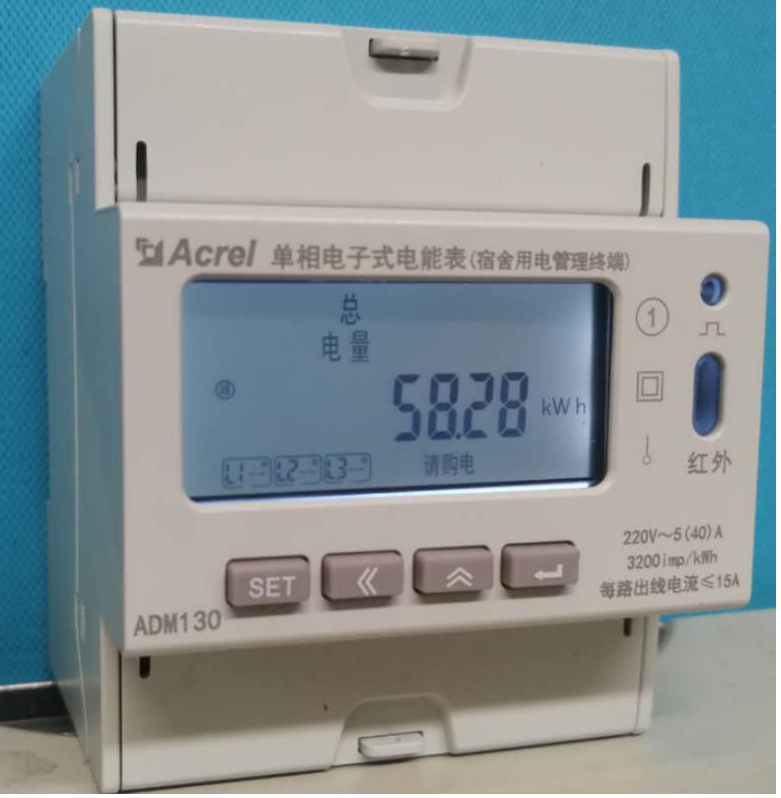 Acrel 单相电子式电能表(宿舍用电管理终端)
总
电量
58.28 kWh
L1 L2 L3 请购电
1
红外
220V～5(40)A
3200imp/kWh
每路出线电流≤15A
SET
ADM130